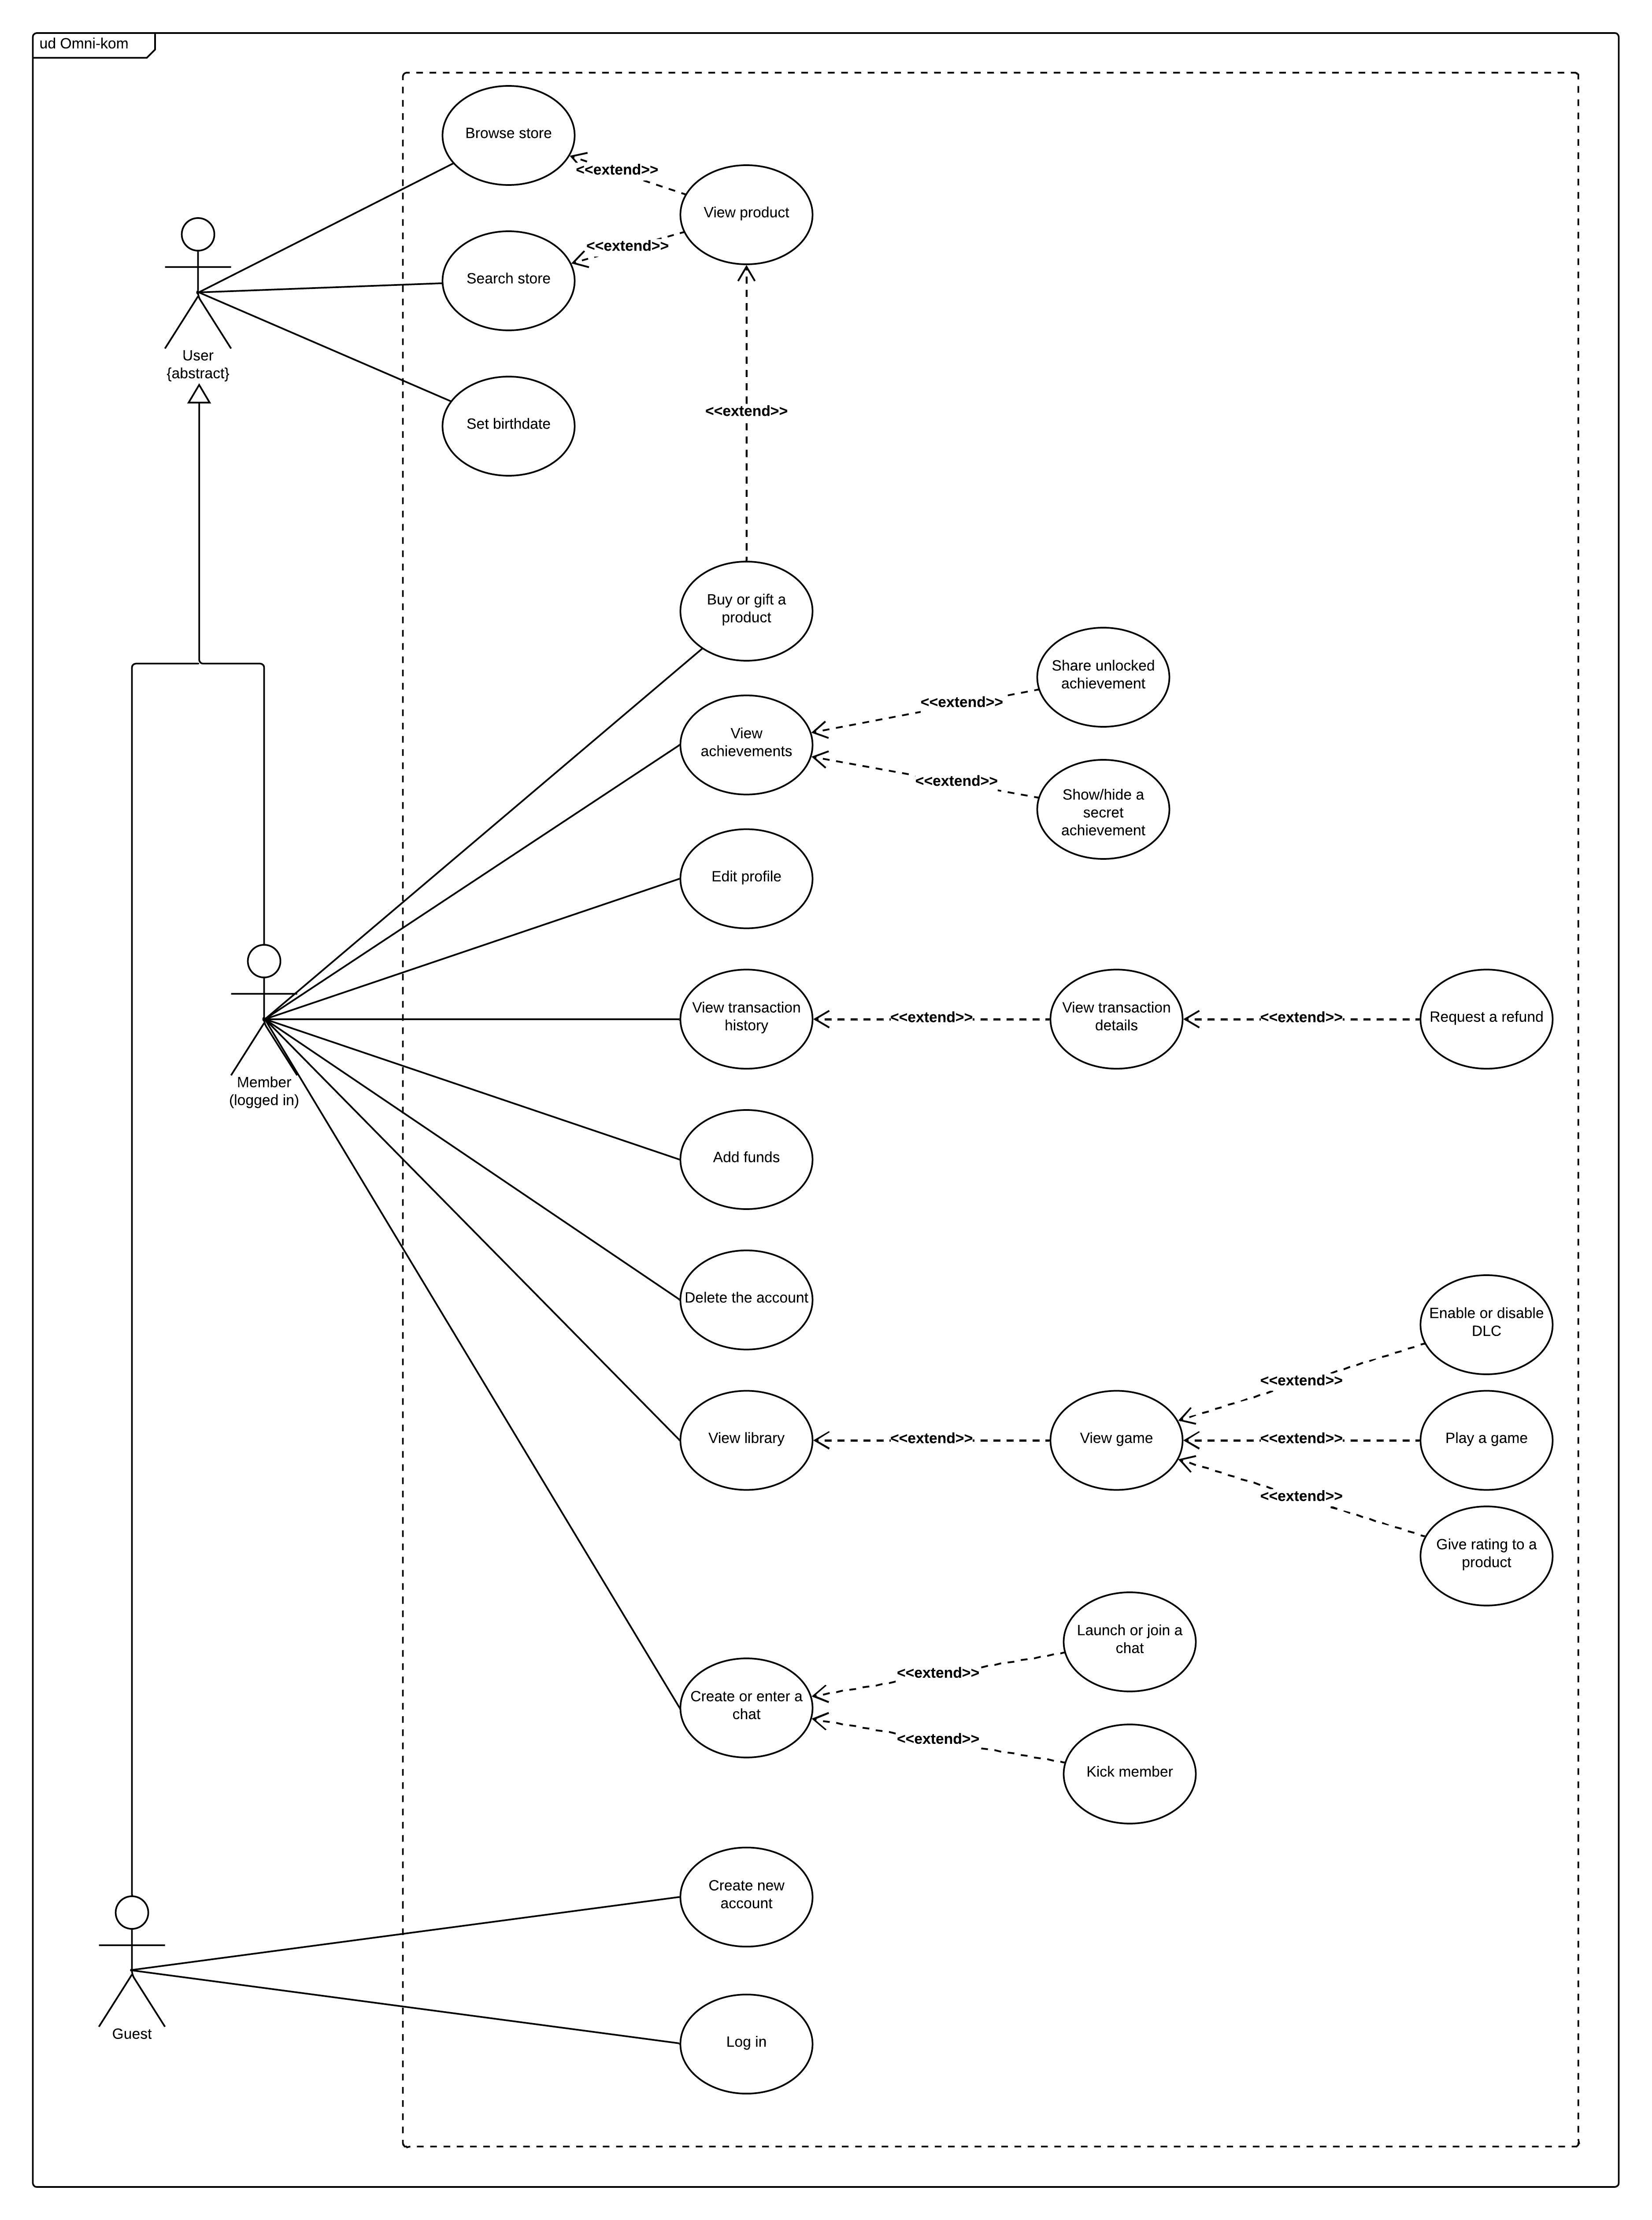 ud Omni-kom
Browse store
<<extend>>
View product
<<extend>>
Search store
User
{abstract}
<<extend>>
Set birthdate
Buy or gift a
product
Share unlocked
achievement
<<extend>>
View
achievements
<<extend>>
Show/hide a
secret
achievement
Edit profile
Member
(logged in)
View transaction
history
<<extend>>
View transaction
details
<<extend>>
Request a refund
Add funds
Delete the account
Enable or disable
DLC
<<extend>>
View library
<<extend>>
View game
<<extend>>
Play a game
<<extend>>
Give rating to a
product
Launch or join a
chat
<<extend>>
Create or enter a
chat
<<extend>>
Kick member
Create new
account
Guest
Log in